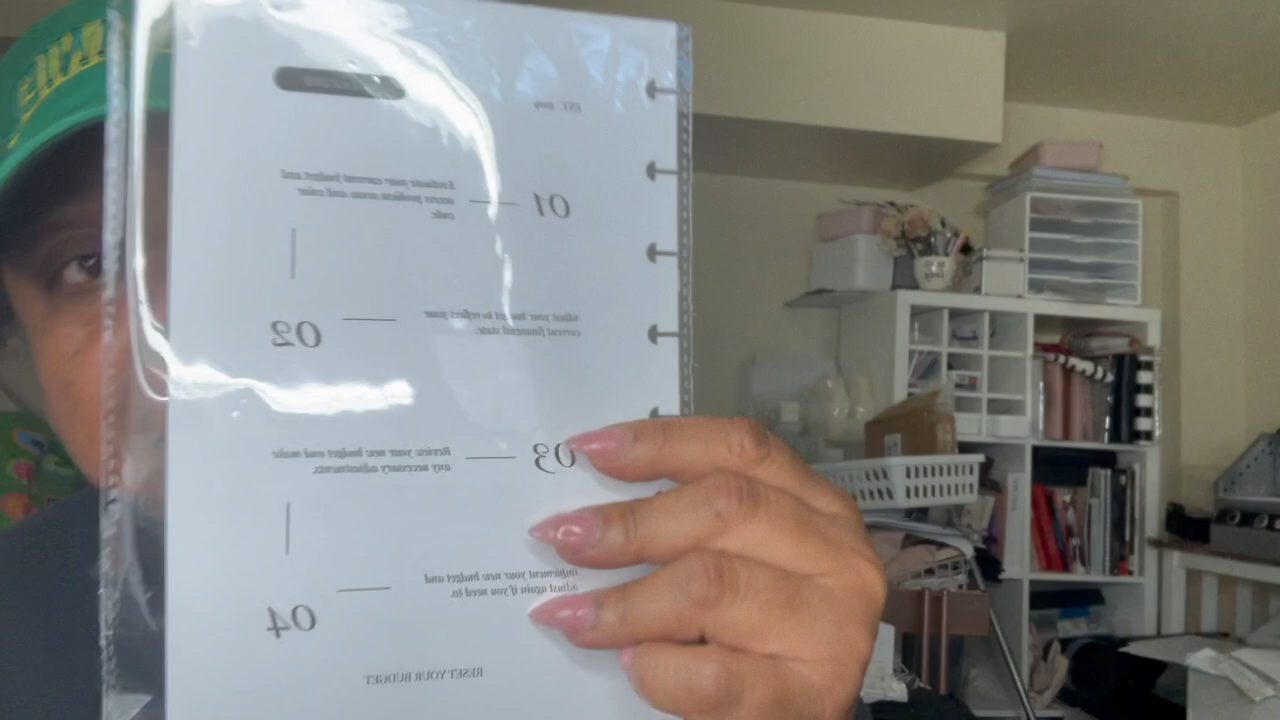 EST. 2019
01
Evaluate your current budget and
assess problem areas and color
code.
02
Adjust your budget to reflect your
current financial state.
03
Review your new budget and make
any necessary adjustments.
04
Implement your new budget and
adjust again if you need to.
RESET YOUR BUDGET